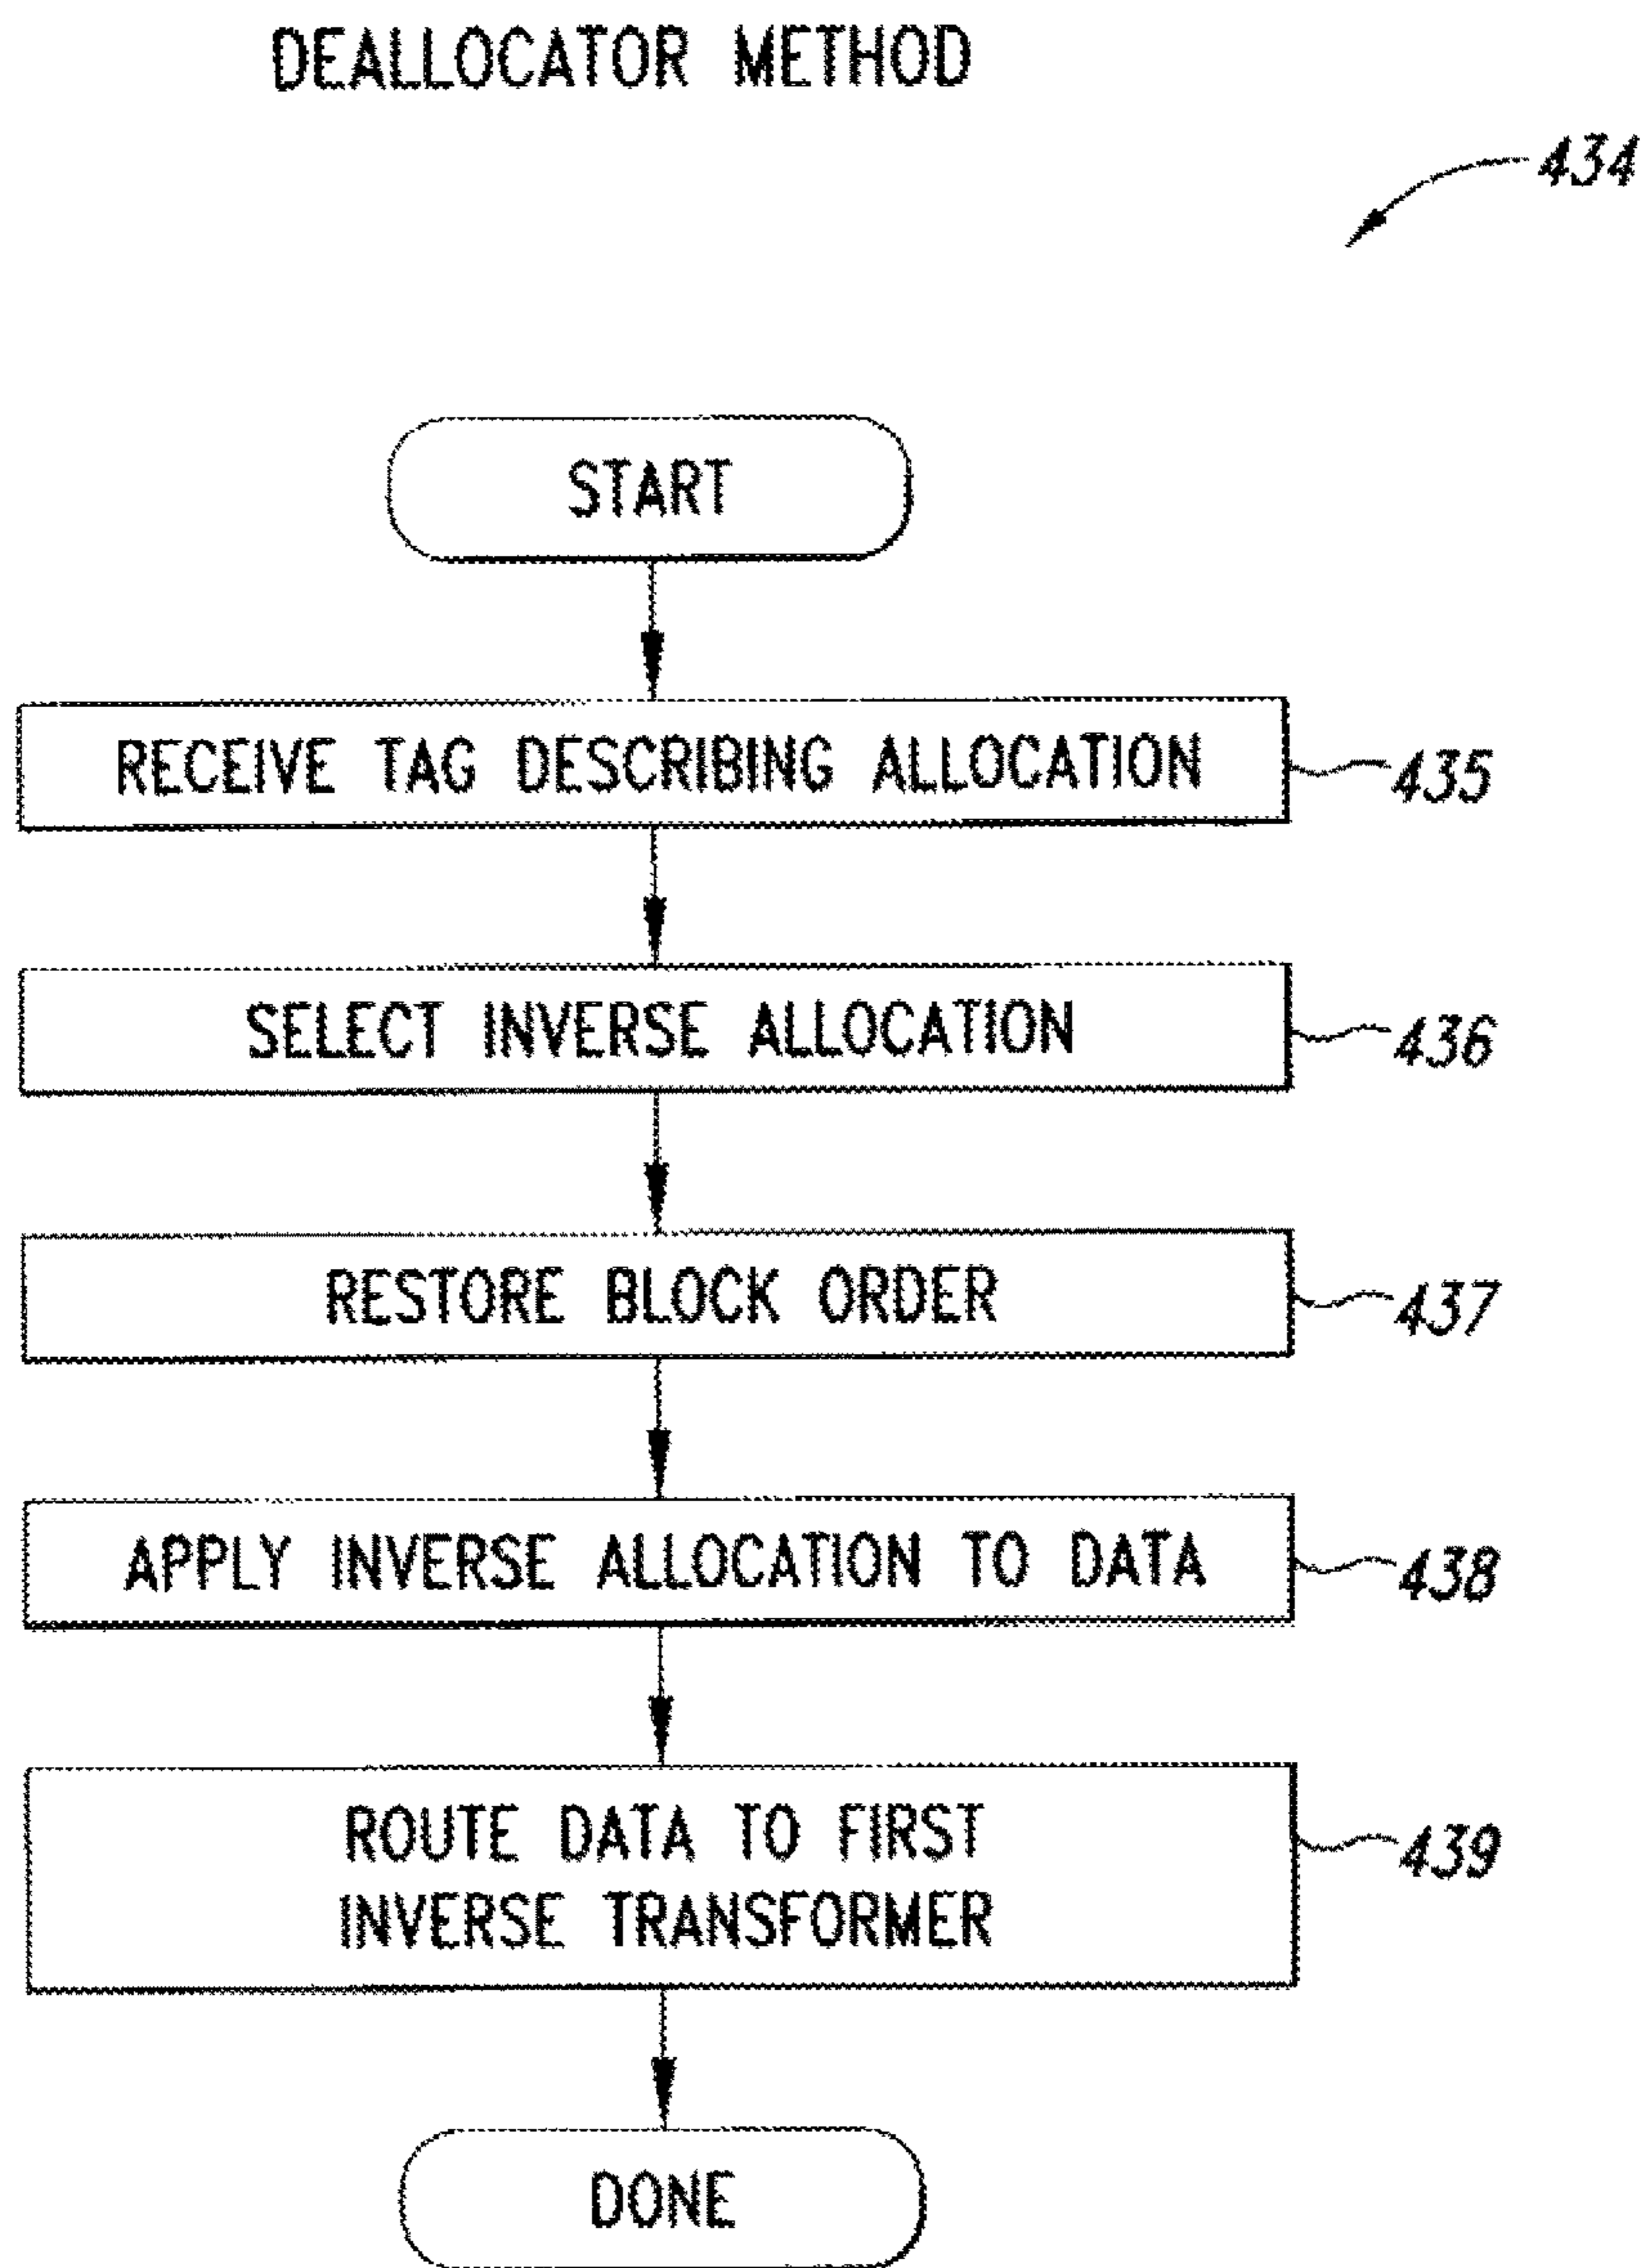 DEALLOCATOR METHOD
434
START
RECEIVE TAG DESCRIBING ALLOCATION
435
SELECT INVERSE ALLOCATION
436
RESTORE BLOCK ORDER
437
APPLY INVERSE ALLOCATION TO DATA
438
ROUTE DATA TO FIRST
INVERSE TRANSFORMER
439
DONE